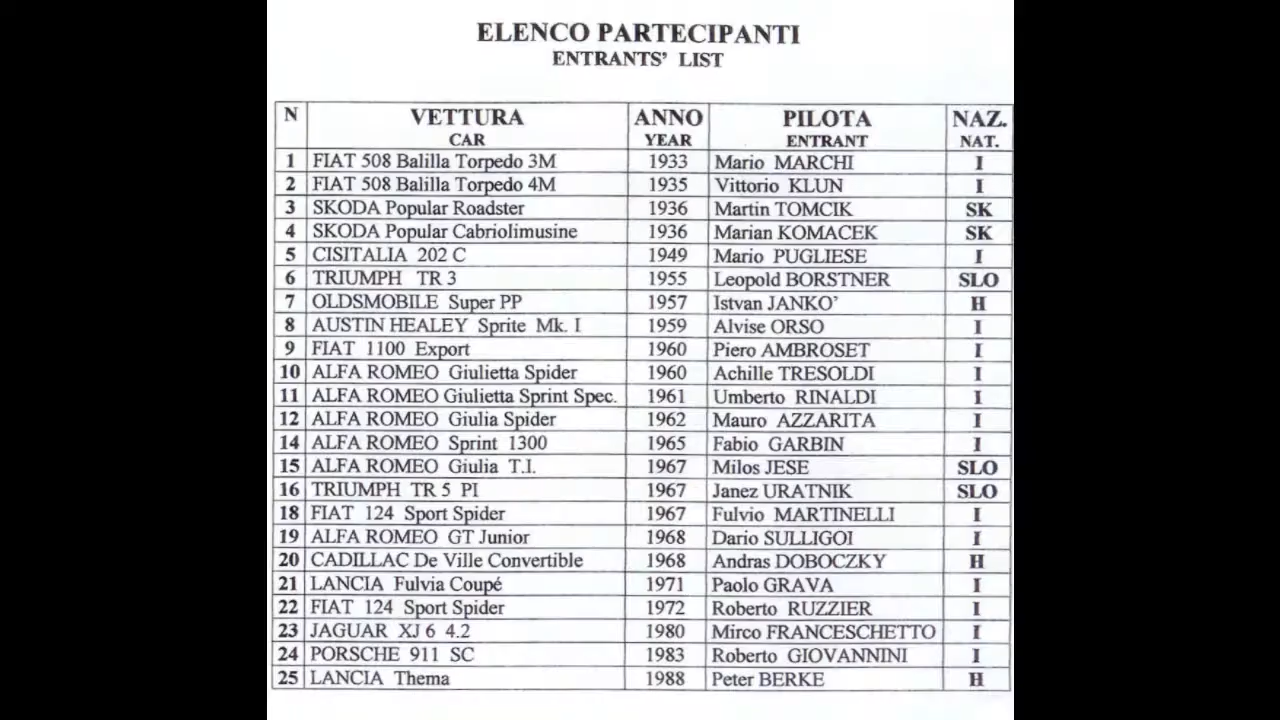 ELENCO PARTECIPANTI
ENTRANTS' LIST
N VETTURA ANNO PILOTA NAZ.
CAR YEAR ENTRANT NAT.
1 FIAT 508 Balilla Torpedo 3M 1933 Mario MARCHI I
2 FIAT 508 Balilla Torpedo 4M 1935 Vittorio KLUN I
3 SKODA Popular Roadster 1936 Martin TOMCIK SK
4 SKODA Popular Cabriolimusine 1936 Marian KOMACEK SK
5 CISITALIA 202 C 1949 Mario PUGLIESE I
6 TRIUMPH TR 3 1955 Leopold BORSTNER SLO
7 OLDSMOBILE Super PP 1957 Istvan JANKO' H
8 AUSTIN HEALEY Sprite Mk. I 1959 Alvise ORSO I
9 FIAT 1100 Export 1960 Piero AMBROSET I
10 ALFA ROMEO Giulietta Spider 1960 Achille TRESOLDI I
11 ALFA ROMEO Giulietta Sprint Spec. 1961 Umberto RINALDI I
12 ALFA ROMEO Giulia Spider 1962 Mauro AZZARITA I
14 ALFA ROMEO Sprint 1300 1965 Fabio GARBIN I
15 ALFA ROMEO Giulia T.I. 1967 Milos JESE SLO
16 TRIUMPH TR 5 PI 1967 Janez URATNIK SLO
18 FIAT 124 Sport Spider 1967 Fulvio MARTINELLI I
19 ALFA ROMEO GT Junior 1968 Dario SULLIGOI I
20 CADILLAC De Ville Convertible 1968 Andras DOBOCZKY H
21 LANCIA Fulvia Coupé 1971 Paolo GRAVA I
22 FIAT 124 Sport Spider 1972 Roberto RUZZIER I
23 JAGUAR XJ 6 4.2 1980 Mirco FRANCESCHETTO I
24 PORSCHE 911 SC 1983 Roberto GIOVANNINI I
25 LANCIA Thema 1988 Peter BERKE H